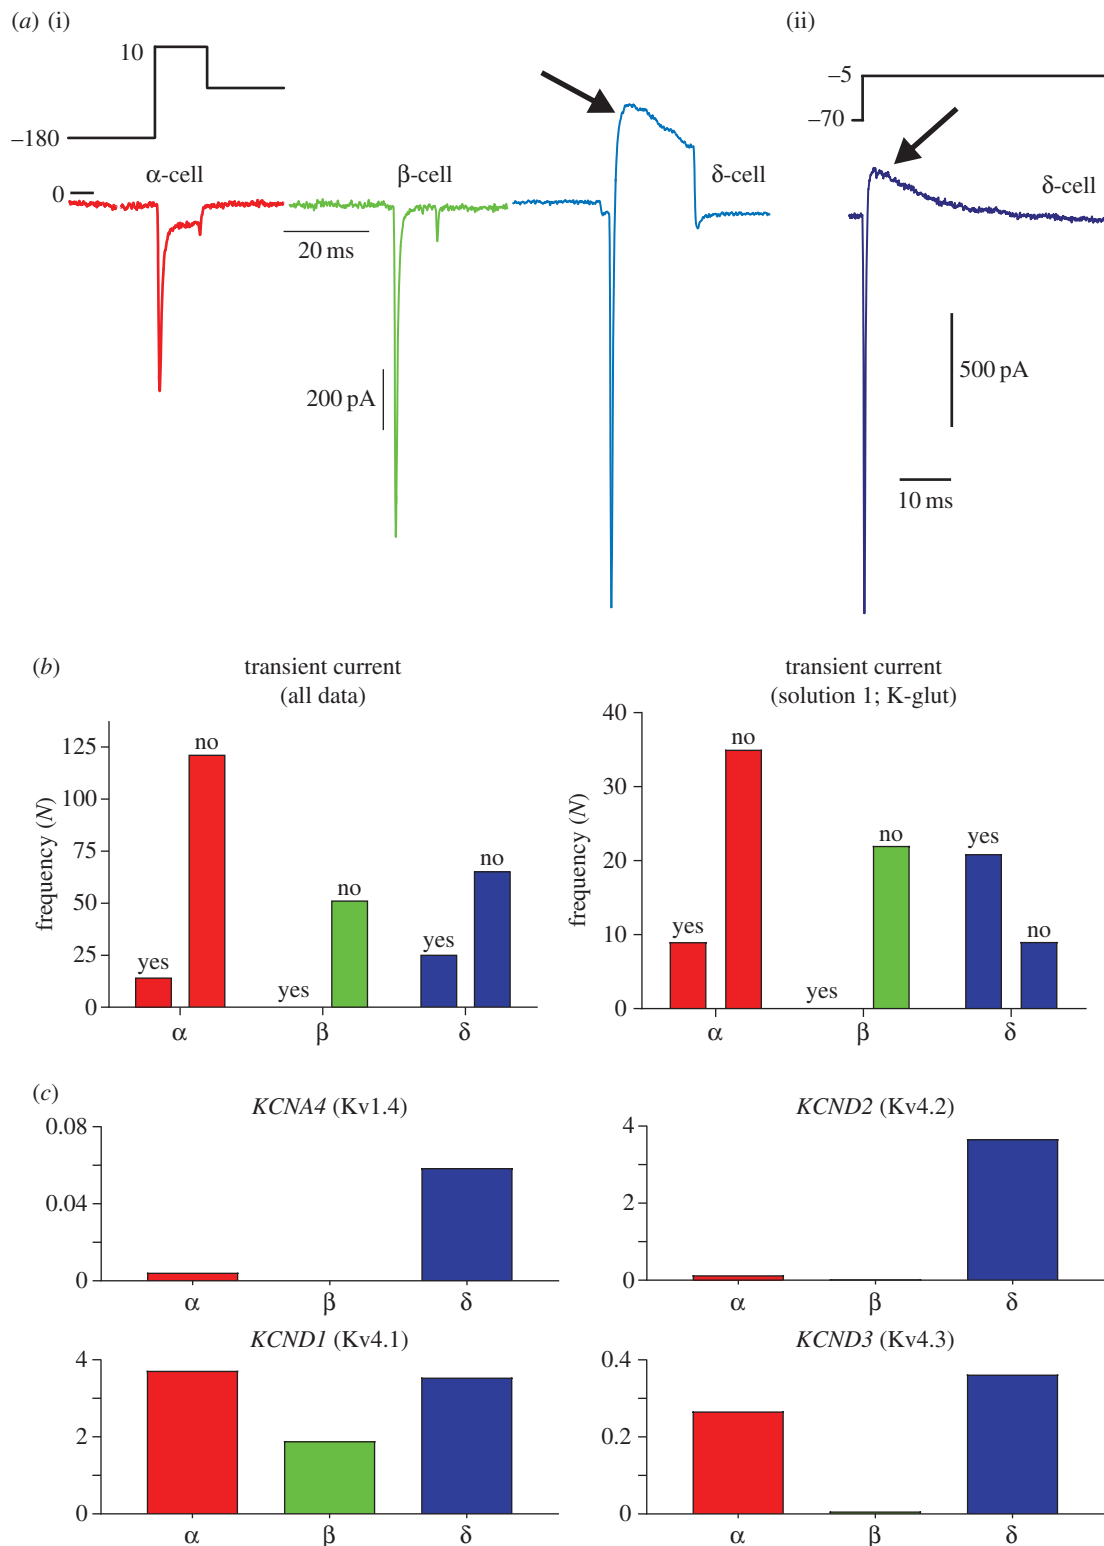 (a) (i)
(ii)
10
–180
0
α-cell
β-cell
δ-cell
20 ms
200 pA
–5
–70
δ-cell
500 pA
10 ms
(b)
transient current
(all data)
frequency (N)
125
100
75
50
25
0
yes
no
yes
no
yes
no
α
β
δ
transient current
(solution 1; K-glut)
frequency (N)
40
30
20
10
0
yes
no
yes
no
yes
no
α
β
δ
(c)
KCNA4 (Kv1.4)
0.08
0.04
0
α
β
δ
KCND2 (Kv4.2)
4
2
0
α
β
δ
KCND1 (Kv4.1)
4
2
0
α
β
δ
KCND3 (Kv4.3)
0.4
0.2
0
α
β
δ